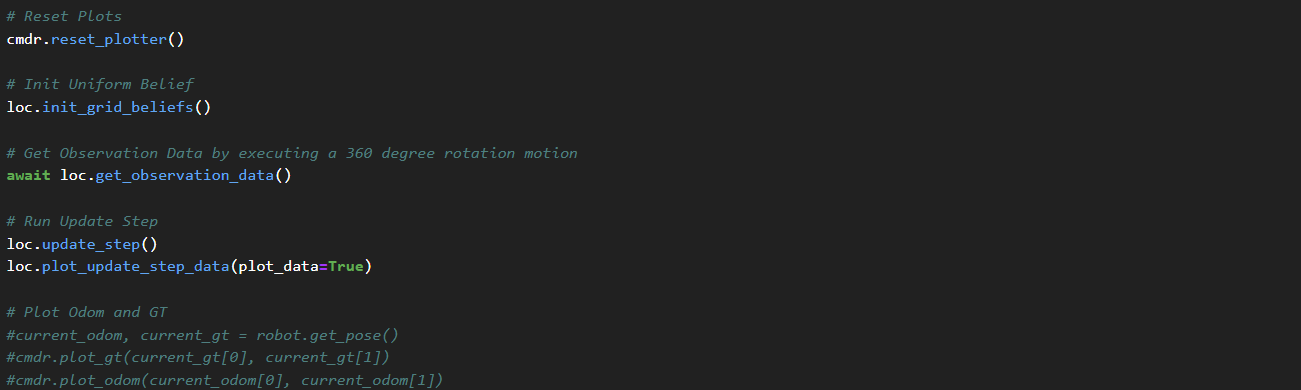 # Reset Plots
cmdr.reset_plotter()
# Init Uniform Belief
loc.init_grid_beliefs()
# Get Observation Data by executing a 360 degree rotation motion
await loc.get_observation_data()
# Run Update Step
loc.update_step()
loc.plot_update_step_data(plot_data=True)
# Plot Odom and GT
#current_odom, current_gt = robot.get_pose()
#cmdr.plot_gt(current_gt[0], current_gt[1])
#cmdr.plot_odom(current_odom[0], current_odom[1])